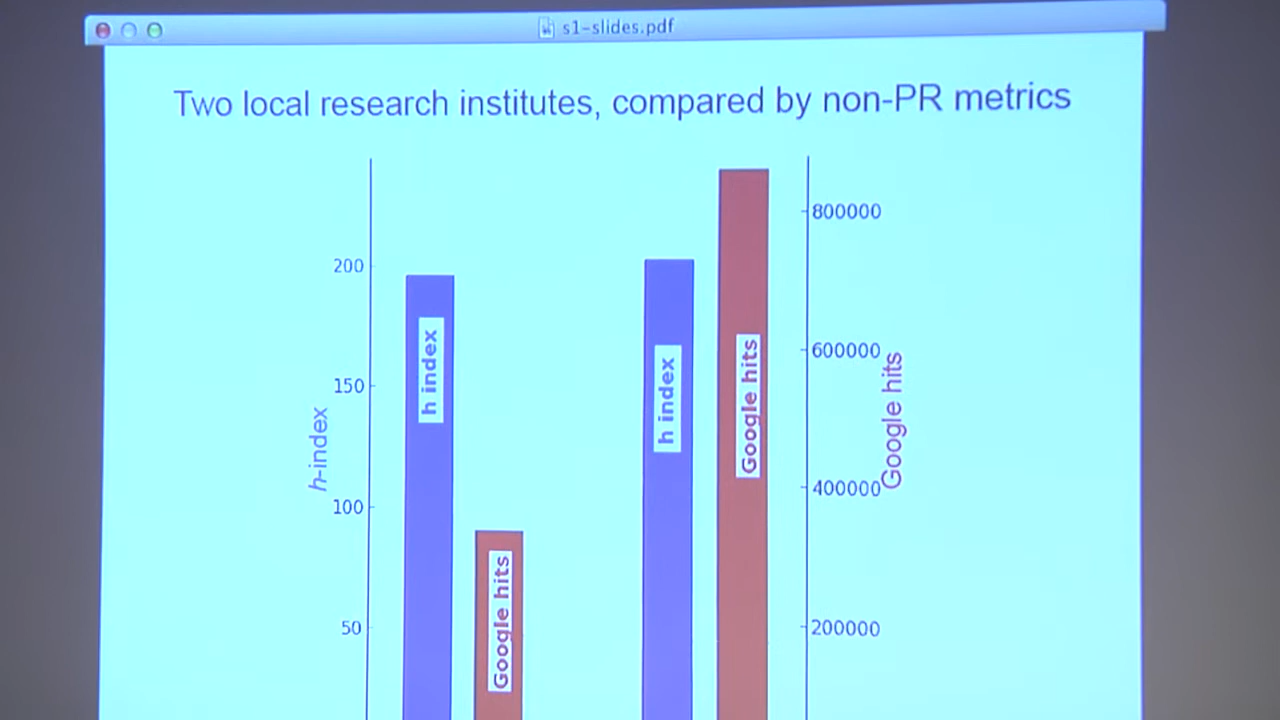 s1-slides.pdf
Two local research institutes, compared by non-PR metrics
200
150
100
50
h-index
h index
Google hits
h index
Google hits
800000
600000
400000
200000
Google hits